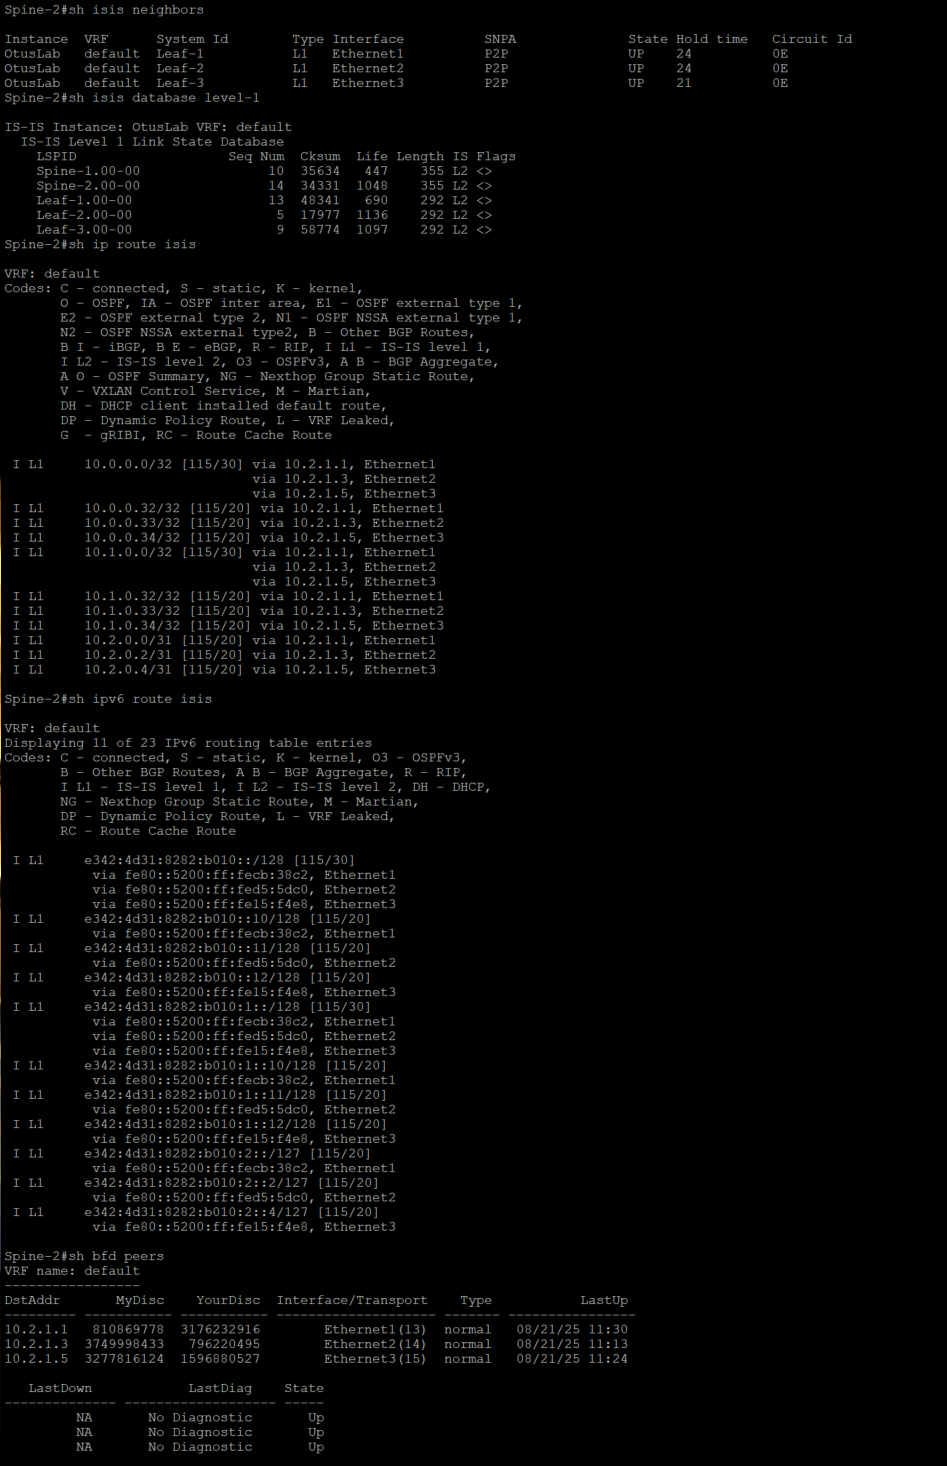 Spine-2#sh isis neighbors

Instance  VRF      System Id        Type Interface          SNPA              State Hold time   Circuit Id
OtusLab   default  Leaf-1           L1   Ethernet1          P2P               UP    24          0E
OtusLab   default  Leaf-2           L1   Ethernet2          P2P               UP    24          0E
OtusLab   default  Leaf-3           L1   Ethernet3          P2P               UP    21          0E
Spine-2#sh isis database level-1

IS-IS Instance: OtusLab VRF: default
  IS-IS Level 1 Link State Database
    LSPID                   Seq Num  Cksum  Life Length IS Flags
    Spine-1.00-00                10  35634   447    355 L2 <>
    Spine-2.00-00                14  34331  1048    355 L2 <>
    Leaf-1.00-00                 13  48341   690    292 L2 <>
    Leaf-2.00-00                  5  17977  1136    292 L2 <>
    Leaf-3.00-00                  9  58774  1097    292 L2 <>
Spine-2#sh ip route isis

VRF: default
Codes: C - connected, S - static, K - kernel,
       O - OSPF, IA - OSPF inter area, E1 - OSPF external type 1,
       E2 - OSPF external type 2, N1 - OSPF NSSA external type 1,
       N2 - OSPF NSSA external type2, B - Other BGP Routes,
       B I - iBGP, B E - eBGP, R - RIP, I L1 - IS-IS level 1,
       I L2 - IS-IS level 2, O3 - OSPFv3, A B - BGP Aggregate,
       A O - OSPF Summary, NG - Nexthop Group Static Route,
       V - VXLAN Control Service, M - Martian,
       DH - DHCP client installed default route,
       DP - Dynamic Policy Route, L - VRF Leaked,
       G  - gRIBI, RC - Route Cache Route

 I L1     10.0.0.0/32 [115/30] via 10.2.1.1, Ethernet1
                               via 10.2.1.3, Ethernet2
                               via 10.2.1.5, Ethernet3
 I L1     10.0.0.32/32 [115/20] via 10.2.1.1, Ethernet1
 I L1     10.0.0.33/32 [115/20] via 10.2.1.3, Ethernet2
 I L1     10.0.0.34/32 [115/20] via 10.2.1.5, Ethernet3
 I L1     10.1.0.0/32 [115/30] via 10.2.1.1, Ethernet1
                               via 10.2.1.3, Ethernet2
                               via 10.2.1.5, Ethernet3
 I L1     10.1.0.32/32 [115/20] via 10.2.1.1, Ethernet1
 I L1     10.1.0.33/32 [115/20] via 10.2.1.3, Ethernet2
 I L1     10.1.0.34/32 [115/20] via 10.2.1.5, Ethernet3
 I L1     10.2.0.0/31 [115/20] via 10.2.1.1, Ethernet1
 I L1     10.2.0.2/31 [115/20] via 10.2.1.3, Ethernet2
 I L1     10.2.0.4/31 [115/20] via 10.2.1.5, Ethernet3

Spine-2#sh ipv6 route isis

VRF: default
Displaying 11 of 23 IPv6 routing table entries
Codes: C - connected, S - static, K - kernel, O3 - OSPFv3,
       B - Other BGP Routes, A B - BGP Aggregate, R - RIP,
       I L1 - IS-IS level 1, I L2 - IS-IS level 2, DH - DHCP,
       NG - Nexthop Group Static Route, M - Martian,
       DP - Dynamic Policy Route, L - VRF Leaked,
       RC - Route Cache Route

 I L1     e342:4d31:8282:b010::/128 [115/30]
           via fe80::5200:ff:fecb:38c2, Ethernet1
           via fe80::5200:ff:fed5:5dc0, Ethernet2
           via fe80::5200:ff:fe15:f4e8, Ethernet3
 I L1     e342:4d31:8282:b010::10/128 [115/20]
           via fe80::5200:ff:fecb:38c2, Ethernet1
 I L1     e342:4d31:8282:b010::11/128 [115/20]
           via fe80::5200:ff:fed5:5dc0, Ethernet2
 I L1     e342:4d31:8282:b010::12/128 [115/20]
           via fe80::5200:ff:fe15:f4e8, Ethernet3
 I L1     e342:4d31:8282:b010:1::/128 [115/30]
           via fe80::5200:ff:fecb:38c2, Ethernet1
           via fe80::5200:ff:fed5:5dc0, Ethernet2
           via fe80::5200:ff:fe15:f4e8, Ethernet3
 I L1     e342:4d31:8282:b010:1::10/128 [115/20]
           via fe80::5200:ff:fecb:38c2, Ethernet1
 I L1     e342:4d31:8282:b010:1::11/128 [115/20]
           via fe80::5200:ff:fed5:5dc0, Ethernet2
 I L1     e342:4d31:8282:b010:1::12/128 [115/20]
           via fe80::5200:ff:fe15:f4e8, Ethernet3
 I L1     e342:4d31:8282:b010:2::/127 [115/20]
           via fe80::5200:ff:fecb:38c2, Ethernet1
 I L1     e342:4d31:8282:b010:2::2/127 [115/20]
           via fe80::5200:ff:fed5:5dc0, Ethernet2
 I L1     e342:4d31:8282:b010:2::4/127 [115/20]
           via fe80::5200:ff:fe15:f4e8, Ethernet3

Spine-2#sh bfd peers
VRF name: default
-----------------
DstAddr       MyDisc    YourDisc  Interface/Transport    Type           LastUp
--------- ----------- ----------- -------------------- ------- ----------------
10.2.1.1   810869778  3176232916        Ethernet1(13)  normal   08/21/25 11:30
10.2.1.3  3749998433   796220495        Ethernet2(14)  normal   08/21/25 11:13
10.2.1.5  3277816124  1596880527        Ethernet3(15)  normal   08/21/25 11:24

   LastDown            LastDiag    State
-------------- ------------------- -----
         NA       No Diagnostic       Up
         NA       No Diagnostic       Up
         NA       No Diagnostic       Up